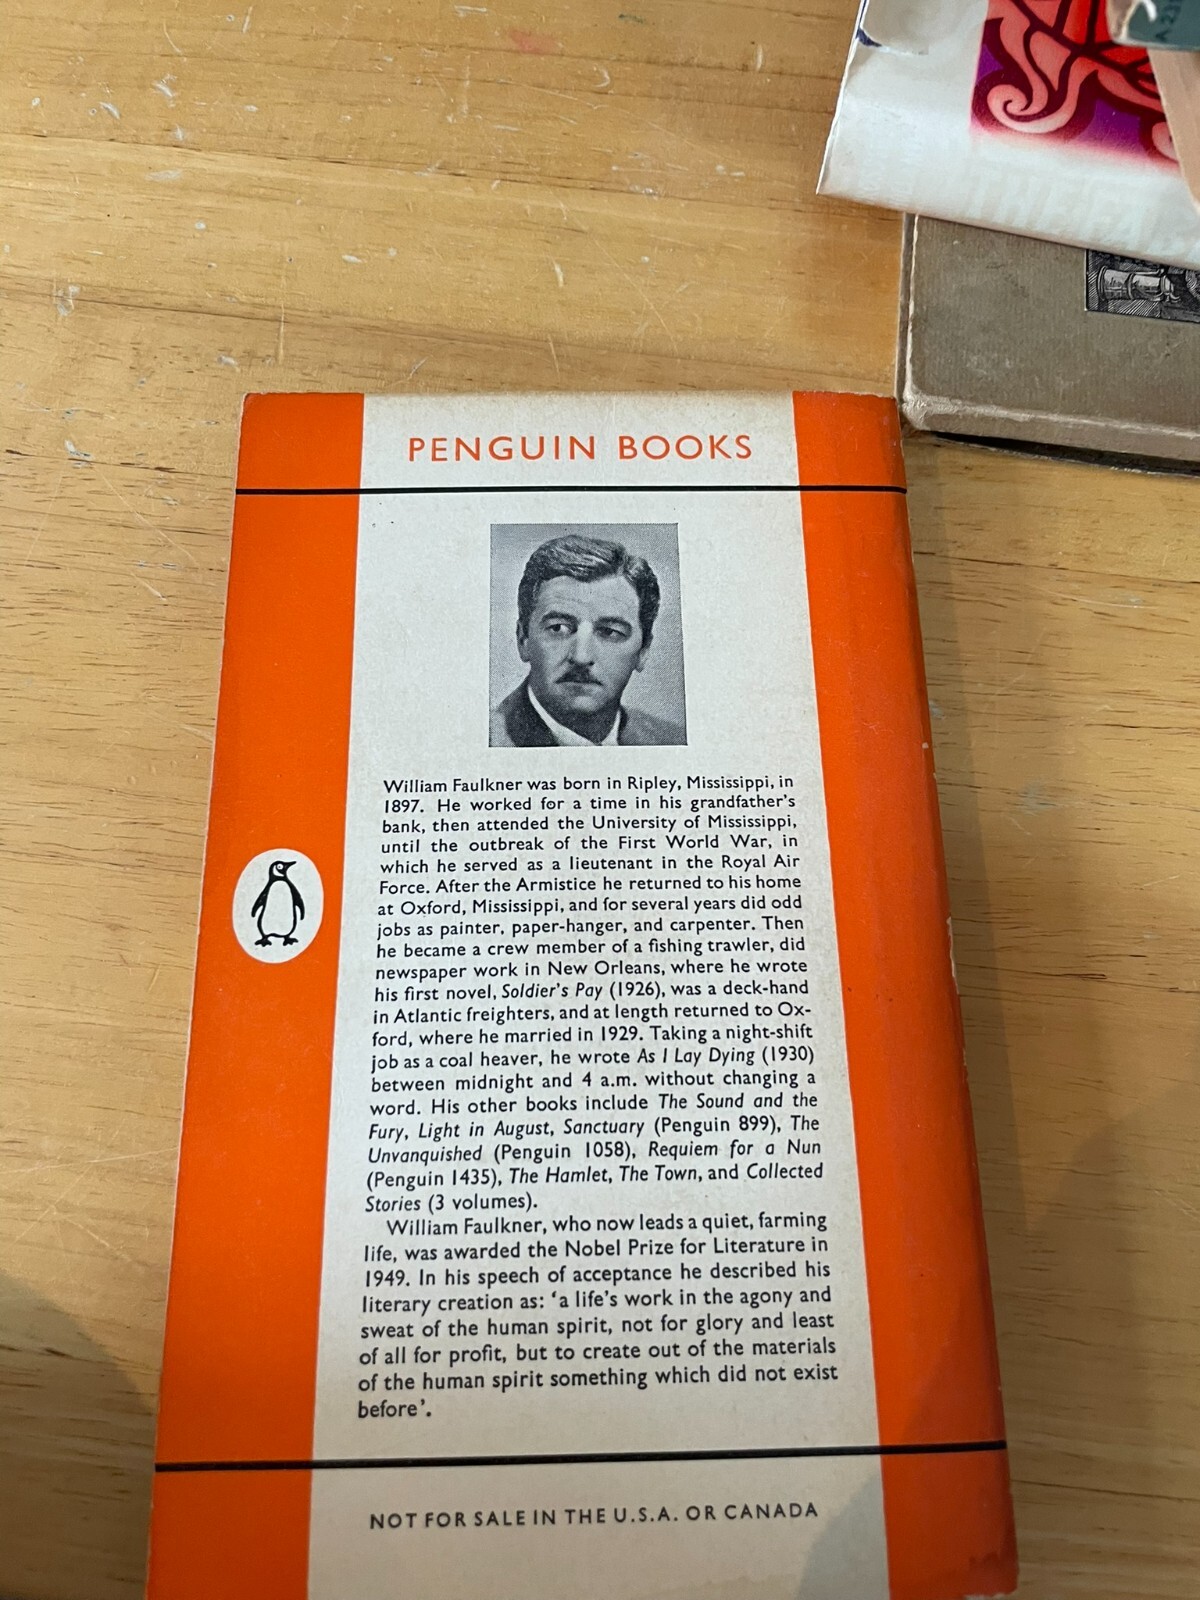 PENGUIN BOOKS
William Faulkner was born in Ripley, Mississippi, in
1897. He worked for a time in his grandfather's
bank, then attended the University of Mississippi,
until the outbreak of the First World War, in
which he served as a lieutenant in the Royal Air
Force. After the Armistice he returned to his home
at Oxford, Mississippi, and for several years did odd
jobs as painter, paper-hanger, and carpenter. Then
he became a crew member of a fishing trawler, did
newspaper work in New Orleans, where he wrote
his first novel, Soldier's Pay (1926), was a deck-hand
in Atlantic freighters, and at length returned to Ox-
ford, where he married in 1929. Taking a night-shift
job as a coal heaver, he wrote As I Lay Dying (1930)
between midnight and 4 a.m. without changing a
word. His other books include The Sound and the
Fury, Light in August, Sanctuary (Penguin 899), The
Unvanquished (Penguin 1058), Requiem for a Nun
(Penguin 1435), The Hamlet, The Town, and Collected
Stories (3 volumes).
William Faulkner, who now leads a quiet, farming
life, was awarded the Nobel Prize for Literature in
1949. In his speech of acceptance he described his
literary creation as: 'a life's work in the agony and
sweat of the human spirit, not for glory and least
of all for profit, but to create out of the materials
of the human spirit something which did not exist
before'.
NOT FOR SALE IN THE U.S.A. OR CANADA